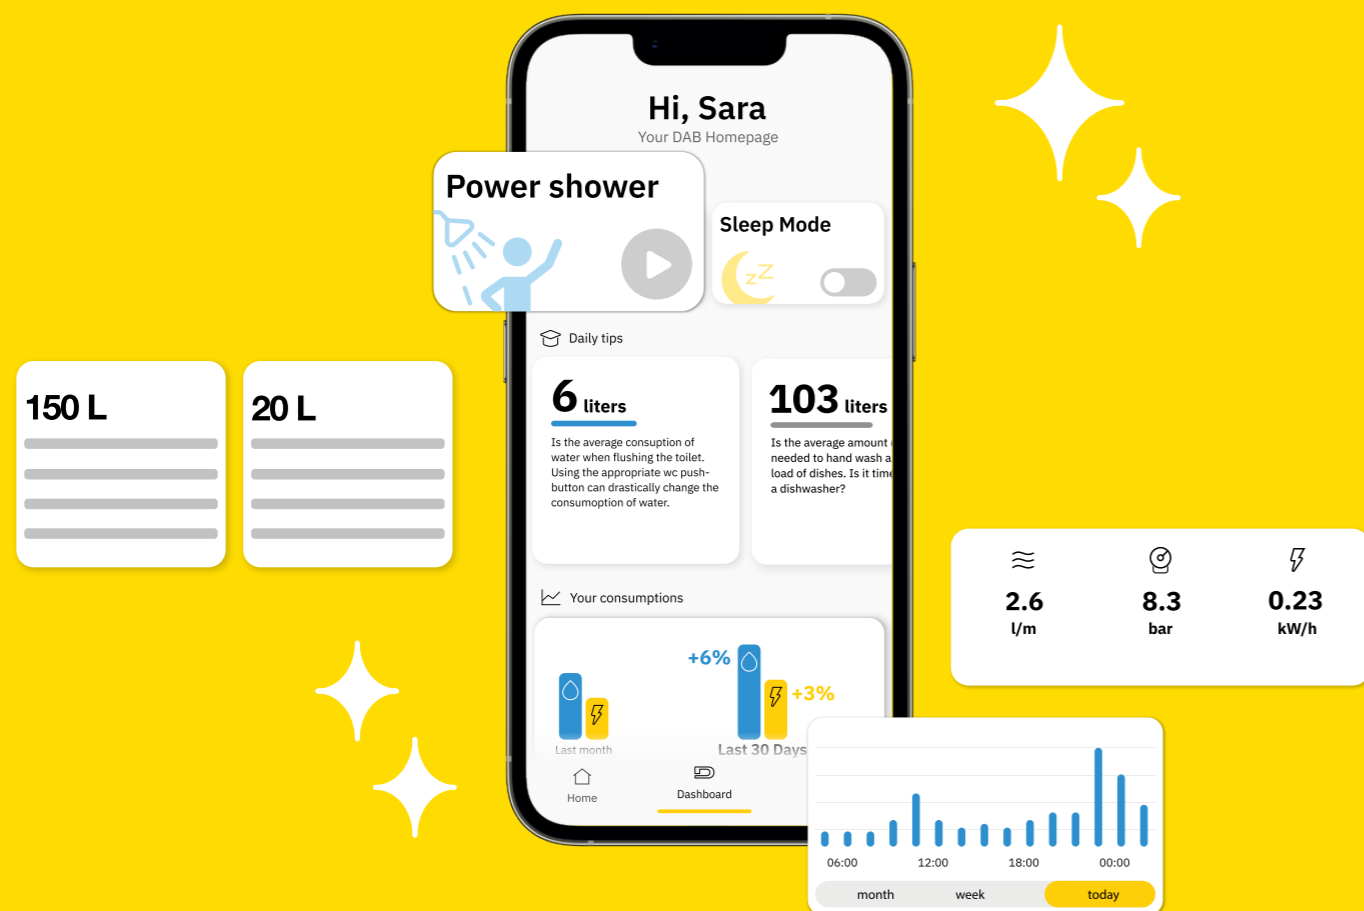 Hi, Sara
Your DAB Homepage
Power shower
Sleep Mode
zZ
Daily tips
150 L
20 L
6 liters
Is the average consuption of
water when flushing the toilet.
Using the appropriate wc push-
button can drastically change the
consumoption of water.
103 liters
Is the average amount
needed to hand wash a
load of dishes. Is it time
a dishwasher?
2.6
l/m
8.3
bar
0.23
kW/h
Your consumptions
+6%
+3%
Last month
Last 30 Days
Home
Dashboard
06:00
12:00
18:00
00:00
month
week
today